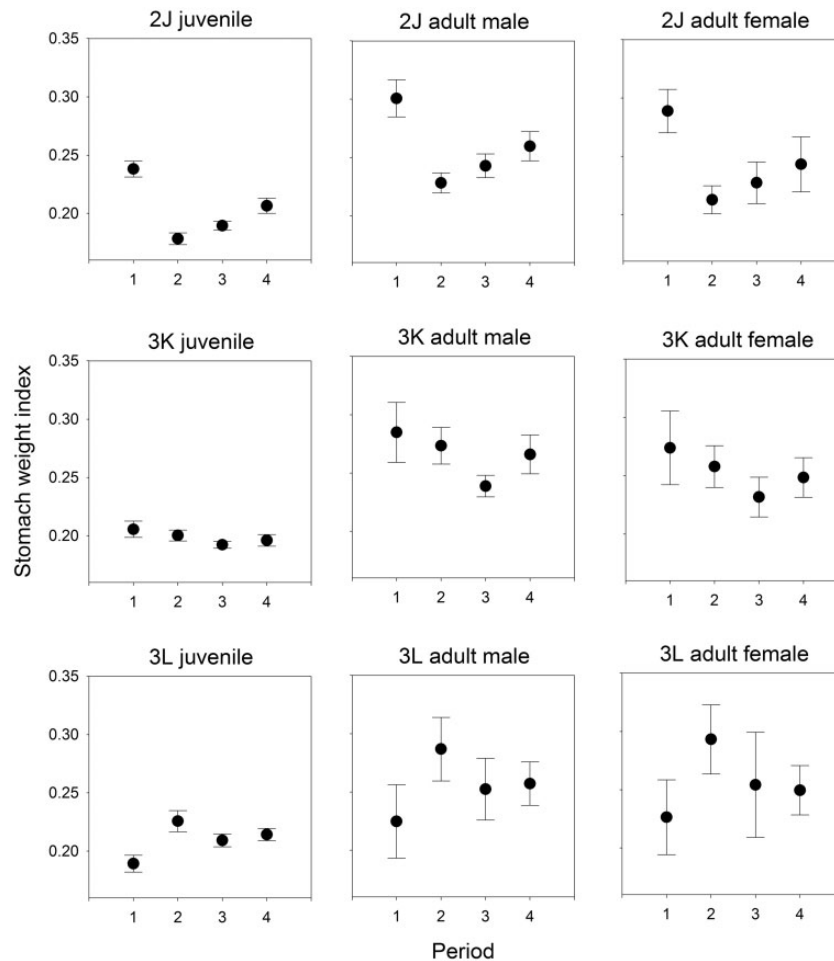 2J juvenile
2J adult male
2J adult female
0.35
0.30
0.25
0.20
1 2 3 4
1 2 3 4
1 2 3 4
3K juvenile
3K adult male
3K adult female
Stomach weight index
0.35
0.30
0.25
0.20
1 2 3 4
1 2 3 4
1 2 3 4
3L juvenile
3L adult male
3L adult female
0.35
0.30
0.25
0.20
1 2 3 4
1 2 3 4
1 2 3 4
Period